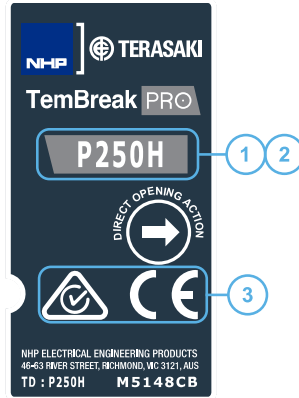 NHP TERASAKI
TemBreak PRO
P250H
1 2
DIRECT OPENING ACTION
CE
3
NHP ELECTRICAL ENGINEERING PRODUCTS
46-63 RIVER STREET, RICHMOND, VIC 3121, AUS
TD : P250H M5148CB